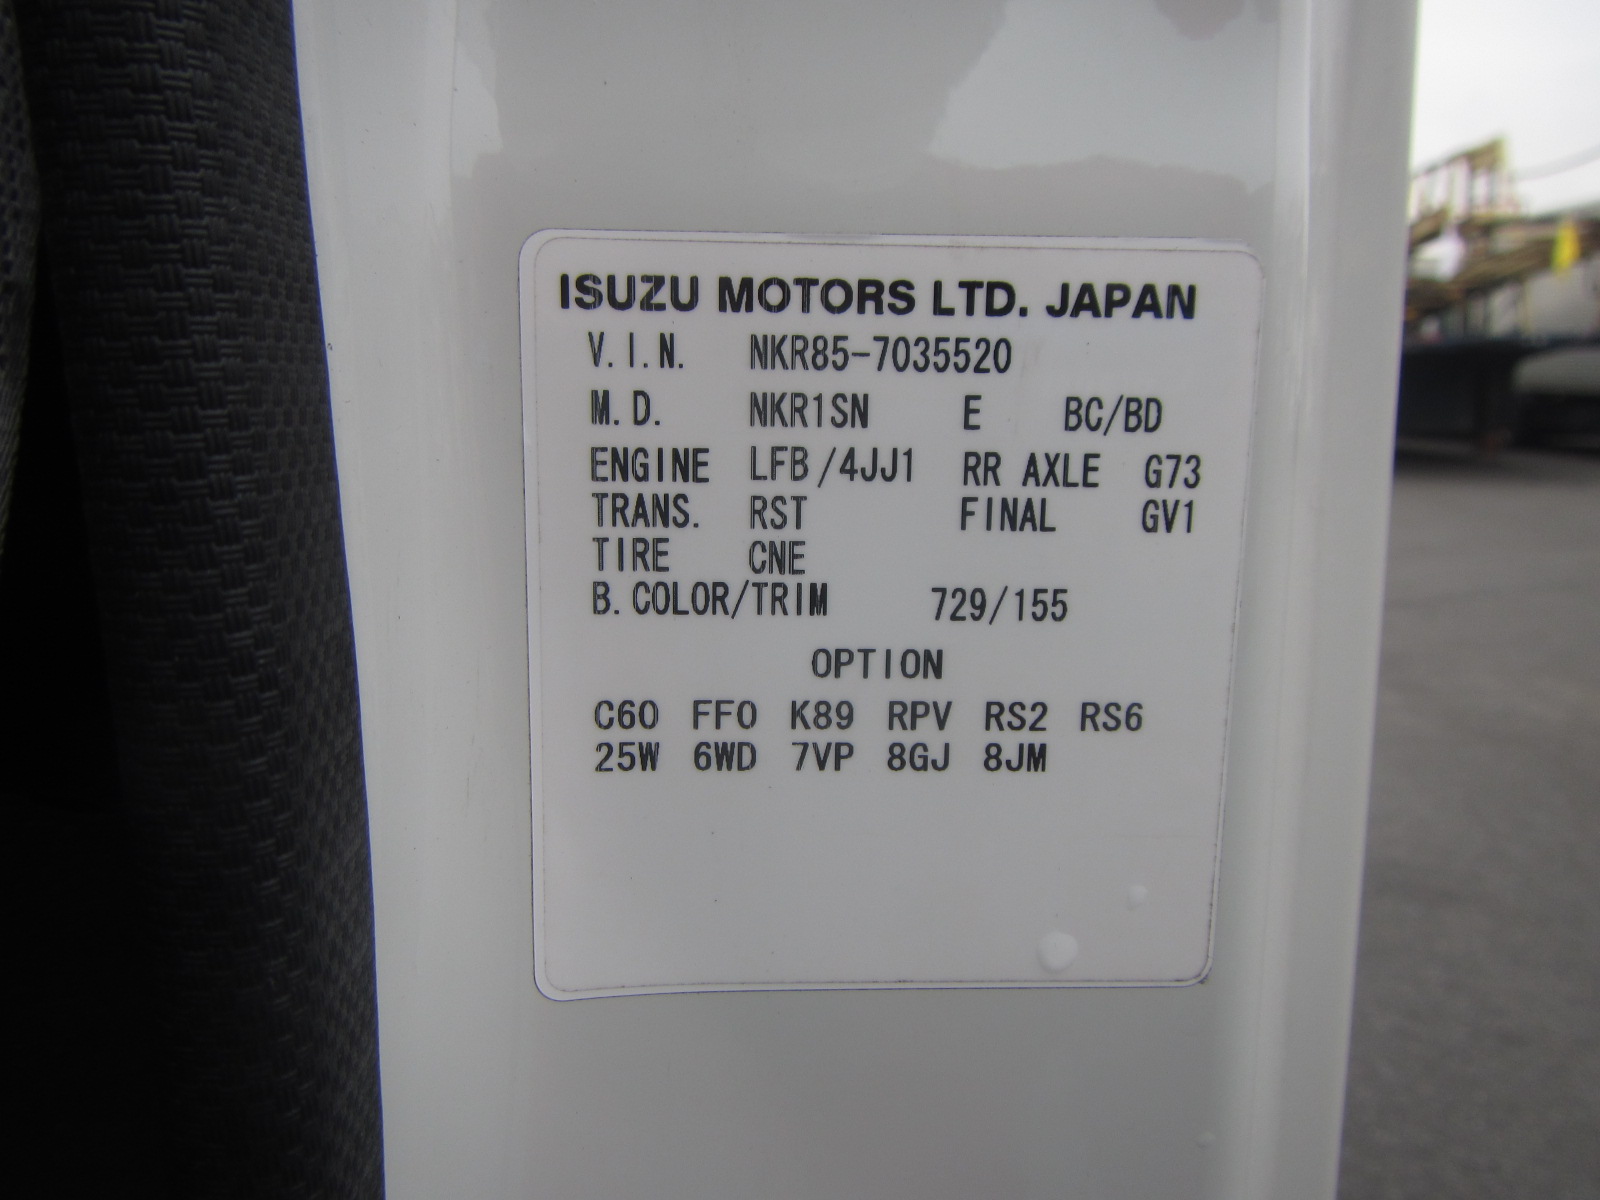 ISUZU MOTORS LTD. JAPAN
V.I.N. NKR85-7035520
M.D. NKR1SN E BC/BD
ENGINE LFB/4JJ1 RR AXLE G73
TRANS. RST FINAL GV1
TIRE CNE
B.COLOR/TRIM 729/155
OPTION
C60 FF0 K89 RPV RS2 RS6
25W 6WD 7VP 8GJ 8JM